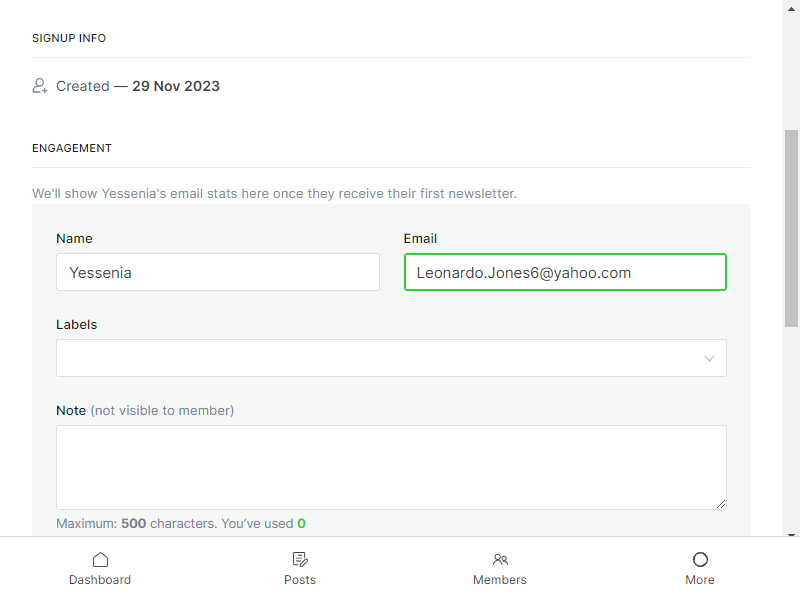 SIGNUP INFO
Created — 29 Nov 2023
ENGAGEMENT
We'll show Yessenia's email stats here once they receive their first newsletter.
Name
Email
Yessenia
Leonardo.Jones6@yahoo.com
Labels
Note (not visible to member)
Maximum: 500 characters. You've used 0
Dashboard
Posts
Members
More